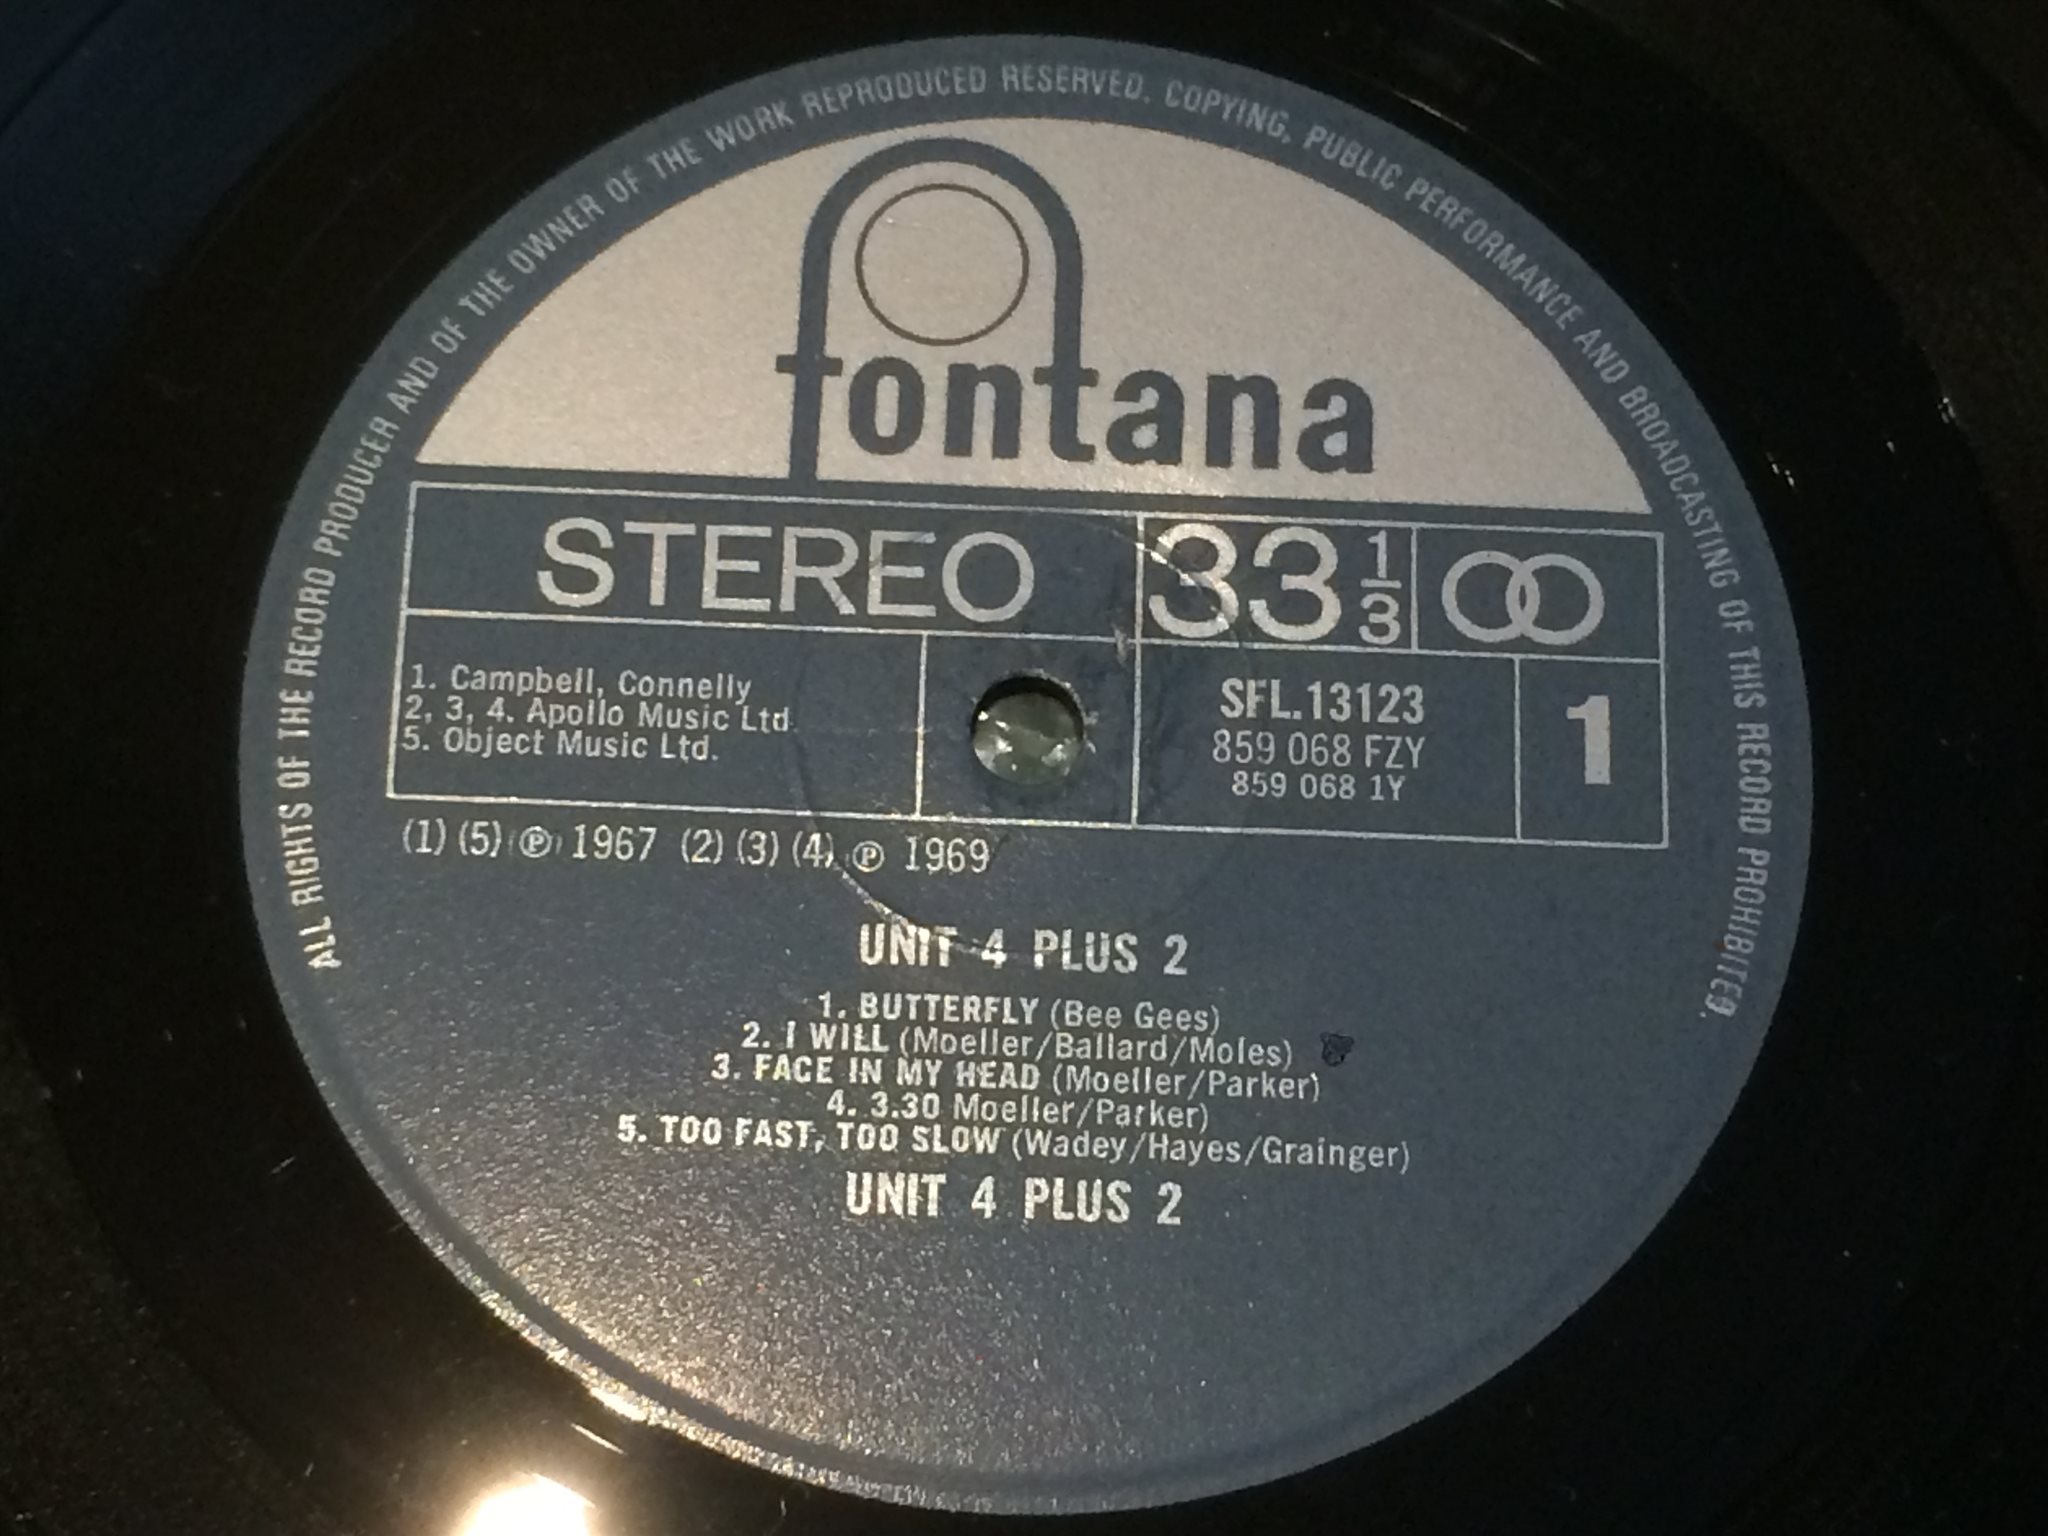 ALL RIGHTS OF THE RECORD PRODUCER AND OF THE OWNER OF THE WORK REPRODUCED RESERVED. COPYING, PUBLIC PERFORMANCE AND BROADCASTING OF THIS RECORD PROHIBITED.
fontana
STEREO 33 1/3
1. Campbell, Connelly
2, 3, 4. Apollo Music Ltd.
5. Object Music Ltd.
SFL.13123
859 068 FZY
859 068 1Y
1
(1) (5) ℗ 1967 (2) (3) (4) ℗ 1969
UNIT 4 PLUS 2
1. BUTTERFLY (Bee Gees)
2. I WILL (Moeller/Ballard/Moles)
3. FACE IN MY HEAD (Moeller/Parker)
4. 3.30 Moeller/Parker)
5. TOO FAST, TOO SLOW (Wadey/Hayes/Grainger)
UNIT 4 PLUS 2